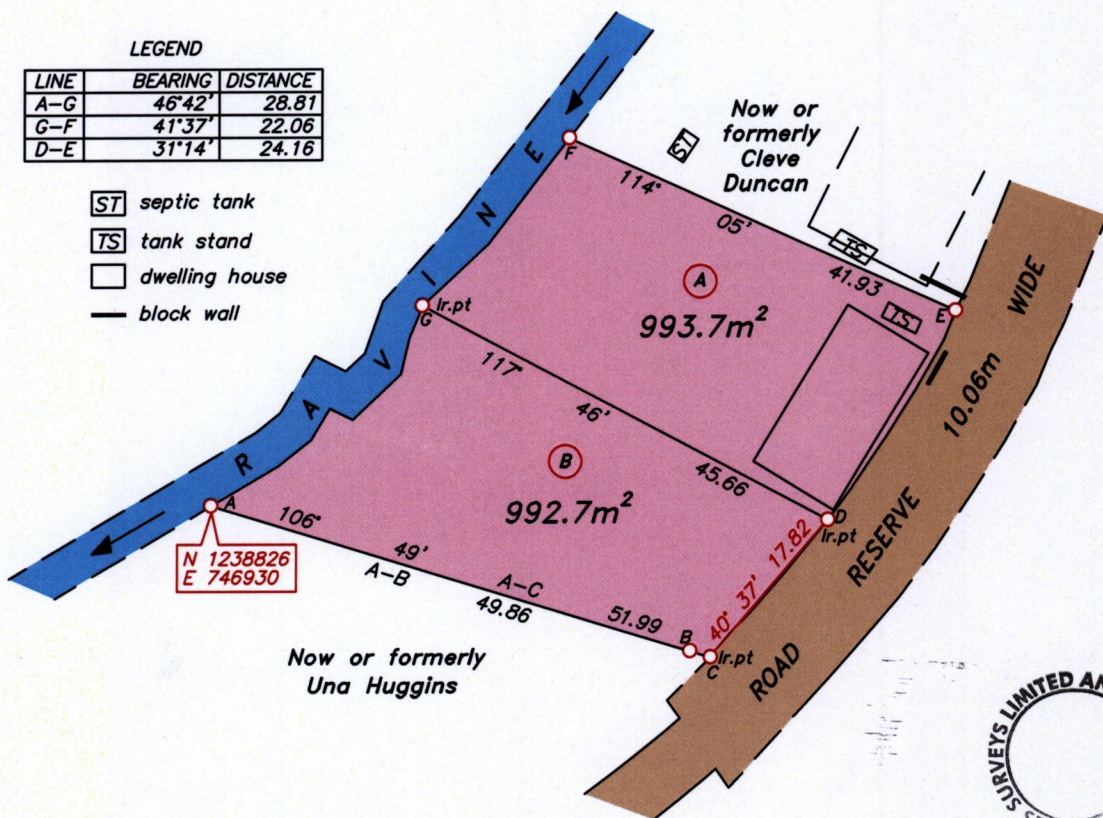 LEGEND
LINE BEARING DISTANCE
A-G 46°42' 28.81
G-F 41°37' 22.06
D-E 31°14' 24.16
ST septic tank
TS tank stand
dwelling house
block wall
RAVINE
F
ST
Now or
formerly
Cleve
Duncan
114° 05' 41.93
TS
TS
E
A
993.7m²
G
Ir.pt
117° 46' 45.66
B
992.7m²
D
Ir.pt
A
N 1238826
E 746930
106° 49'
A-B 49.86
A-C 51.99
B
C
Ir.pt
40° 37' 17.82
ROAD RESERVE 10.06m WIDE
Now or formerly
Una Huggins
SURVEYS LIMITED